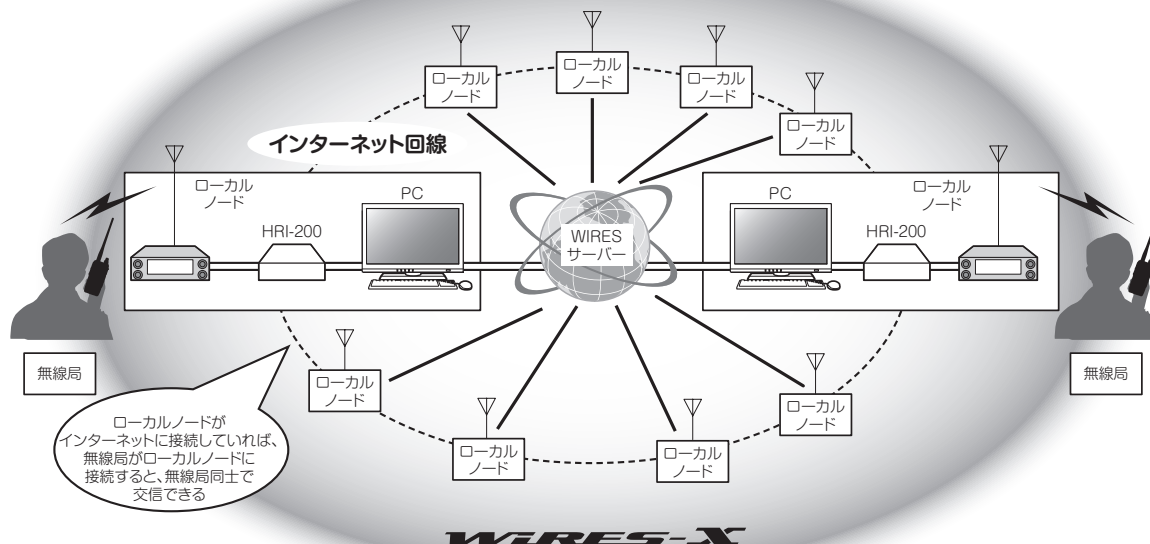 ローカル
ノード
ローカル
ノード
ローカル
ノード
ローカル
ノード
インターネット回線
ローカル
ノード
PC
HRI-200
WIRES
サーバー
PC
HRI-200
ローカル
ノード
無線局
無線局
ローカル
ノード
ローカル
ノード
ローカル
ノード
ローカル
ノード
ローカルノードが
インターネットに接続していれば、
無線局がローカルノードに
接続すると、無線局同士で
交信できる
WiRES-X